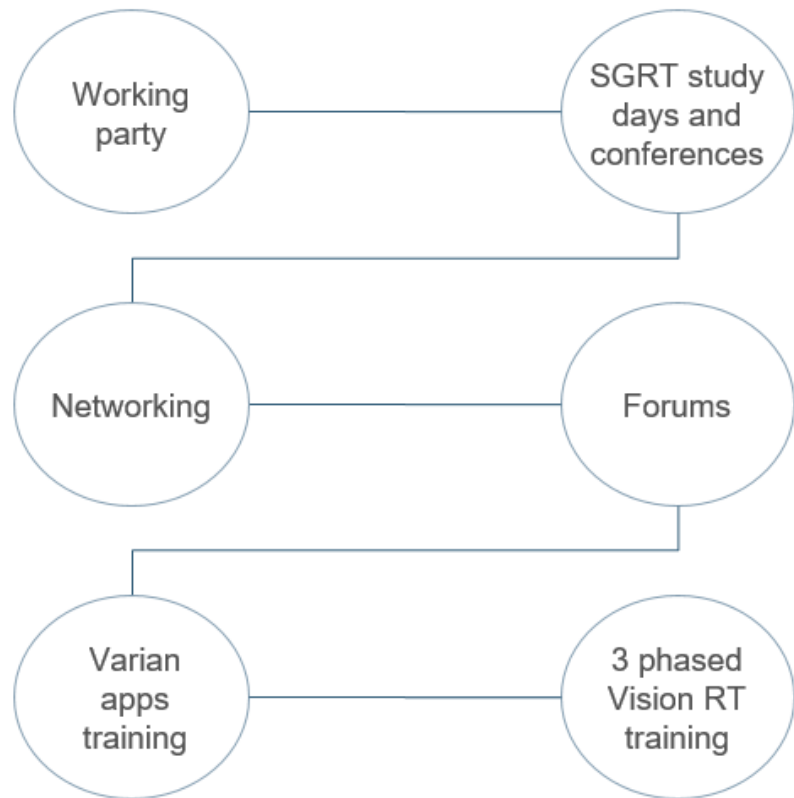 Working
party
SGRT study
days and
conferences
Networking
Forums
Varian
apps
training
3 phased
Vision RT
training